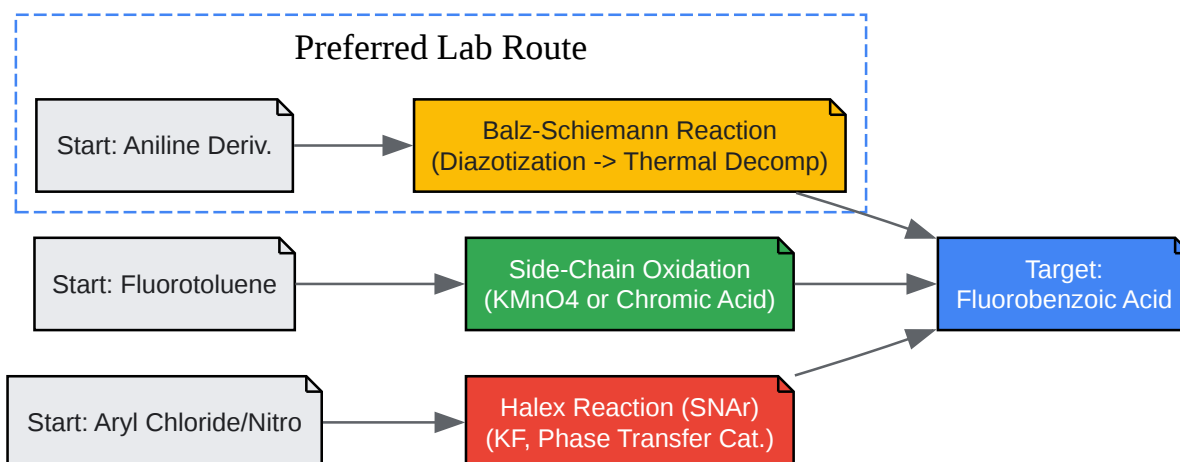 Preferred Lab Route
Start: Aniline Deriv.
Balz-Schiemann Reaction
(Diazotization -> Thermal Decomp)
Start: Fluorotoluene
Side-Chain Oxidation
(KMnO4 or Chromic Acid)
Target:
Fluorobenzoic Acid
Start: Aryl Chloride/Nitro
Halex Reaction (SNAr)
(KF, Phase Transfer Cat.)